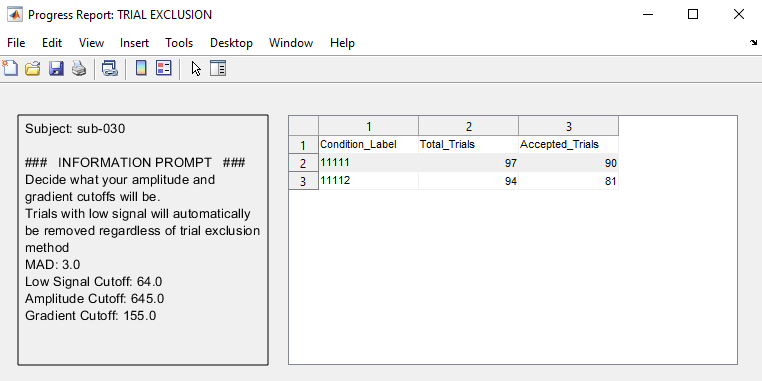 Progress Report: TRIAL EXCLUSION
File Edit View Insert Tools Desktop Window Help
Subject: sub-030
### INFORMATION PROMPT ###
Decide what your amplitude and
gradient cutoffs will be.
Trials with low signal will automatically
be removed regardless of trial exclusion
method
MAD: 3.0
Low Signal Cutoff: 64.0
Amplitude Cutoff: 645.0
Gradient Cutoff: 155.0
1 2 3
1 Condition_Label Total_Trials Accepted_Trials
2 11111 97 90
3 11112 94 81